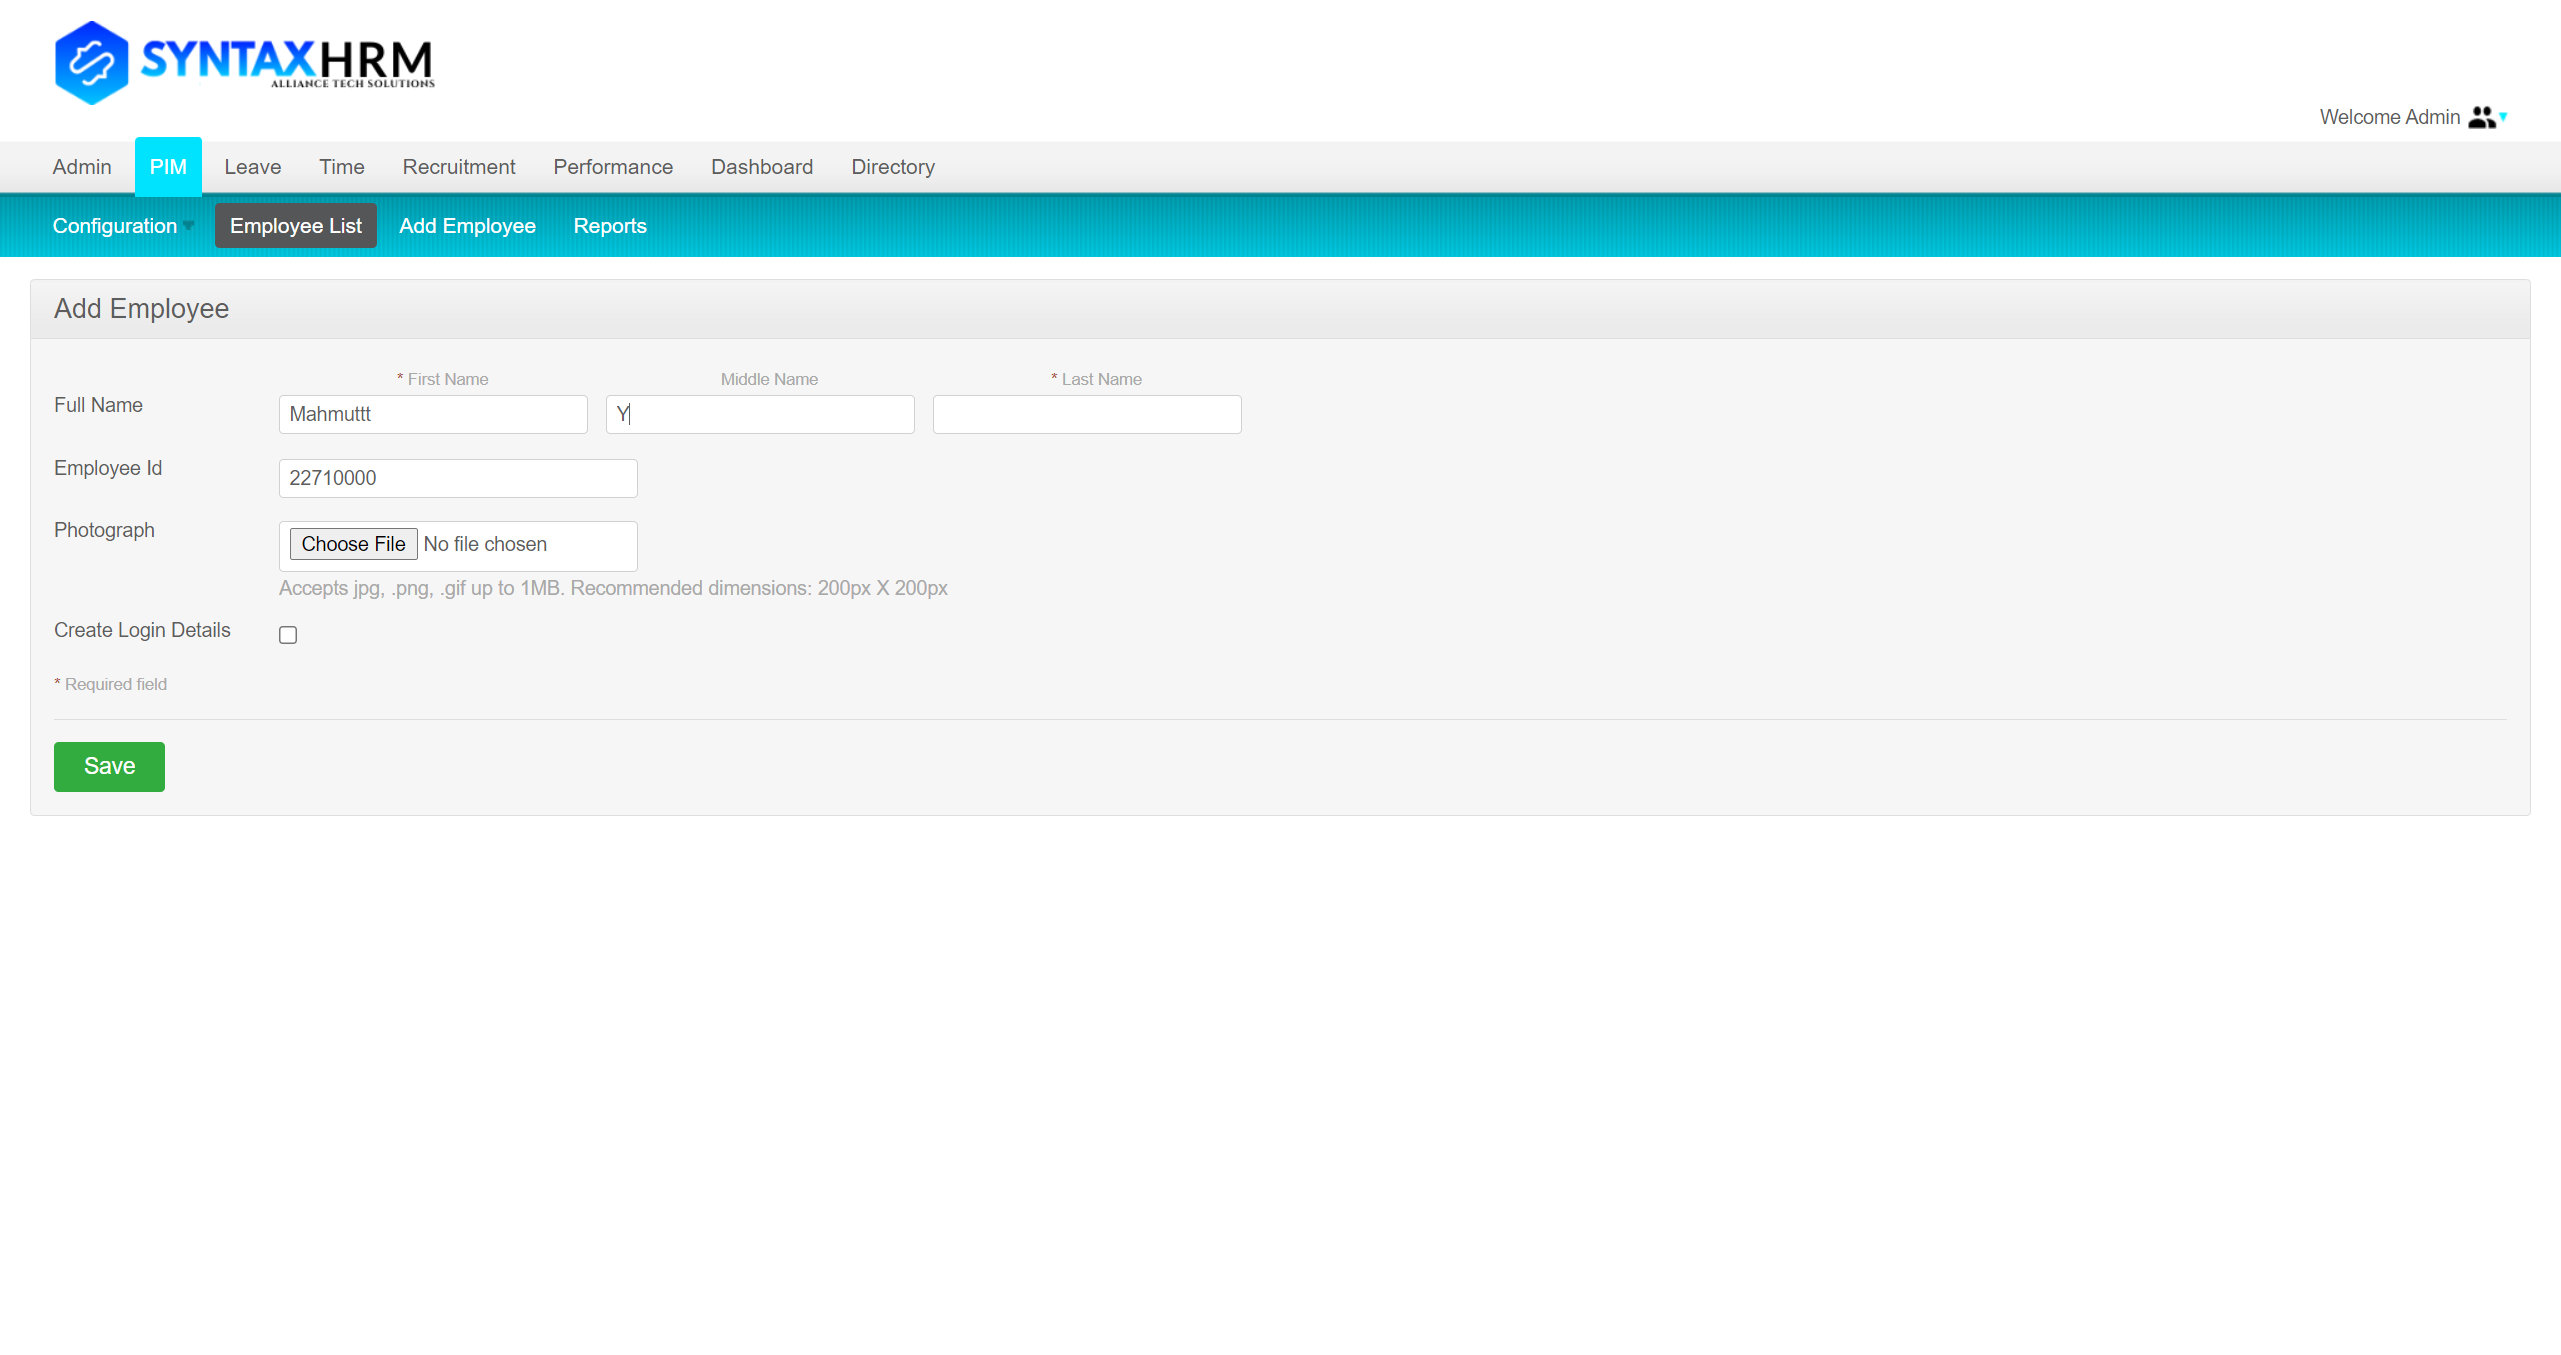 SYNTAXHRM
ALLIANCE TECH SOLUTIONS
Welcome Admin
Admin PIM Leave Time Recruitment Performance Dashboard Directory
Configuration Employee List Add Employee Reports
Add Employee
* First Name Middle Name * Last Name
Full Name Mahmuttt Y
Employee Id 22710000
Photograph Choose File No file chosen
Accepts jpg, .png, .gif up to 1MB. Recommended dimensions: 200px X 200px
Create Login Details
* Required field
Save